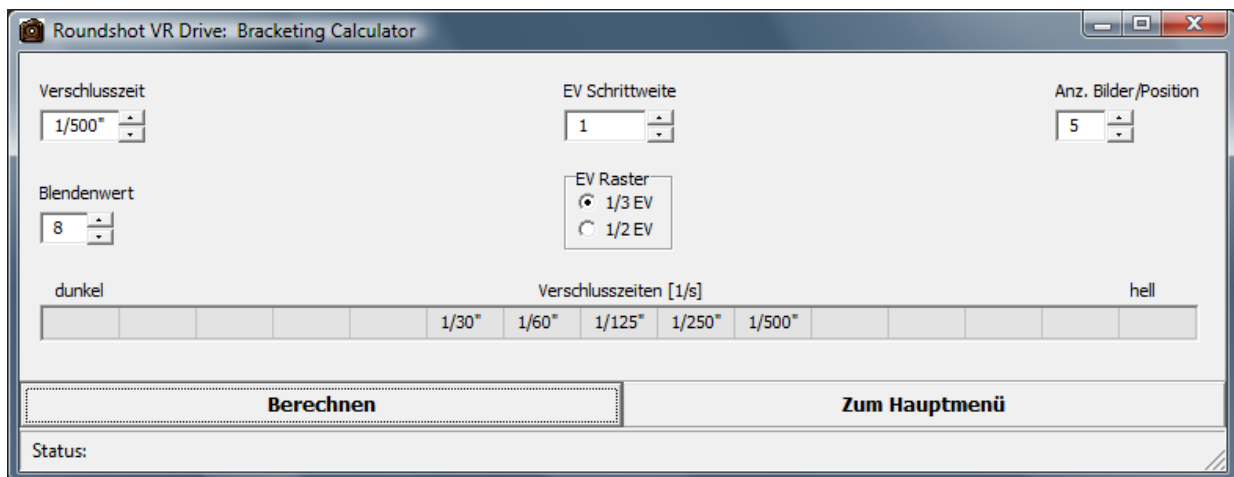 Roundshot VR Drive:  Bracketing Calculator
Verschlusszeit EV Schrittweite Anz. Bilder/Position
1/500" 1 5
Blendenwert EV Raster
1/3 EV
8
1/2 EV
dunkel Verschlusszeiten [1/s] hell
1/30" 1/60" 1/125" 1/250" 1/500"
Berechnen Zum Hauptmenü
Status: